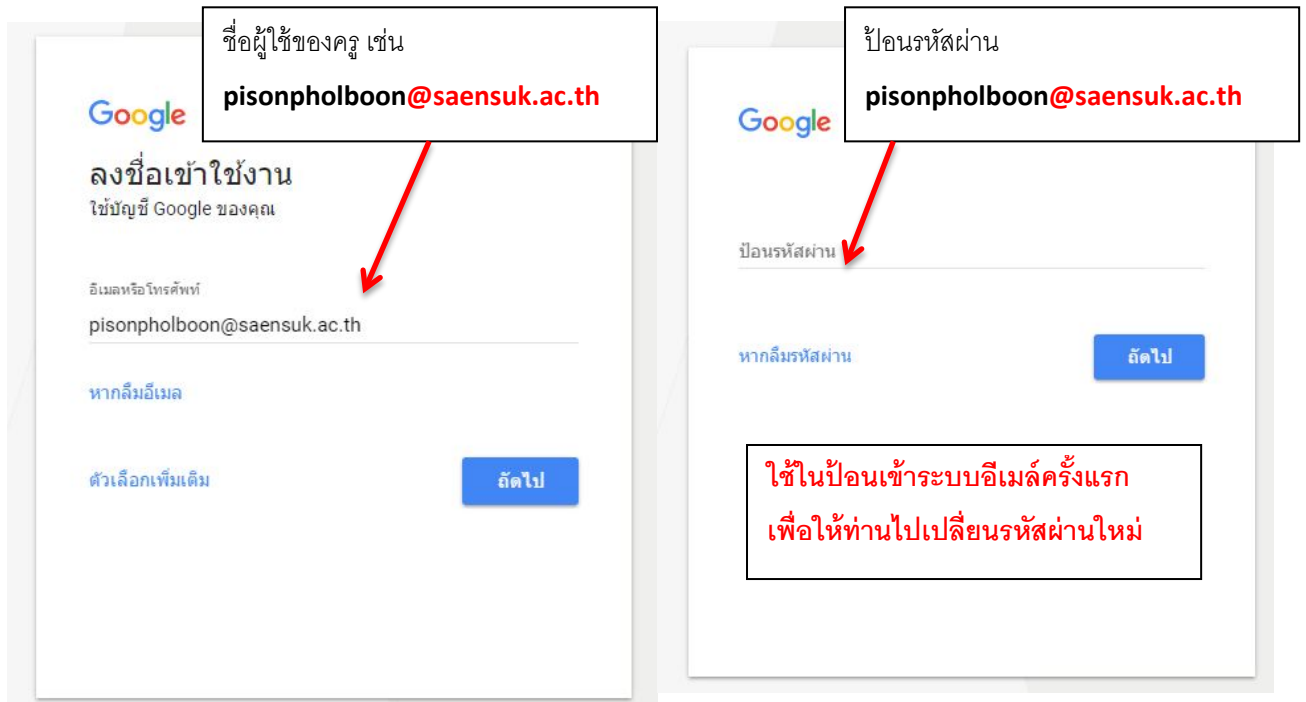 ชื่อผู้ใช้ของครู เช่น
pisonpholboon@saensuk.ac.th
Google
ลงชื่อเข้าใช้งาน
ใช้บัญชี Google ของคุณ
อีเมลหรือโทรศัพท์
pisonpholboon@saensuk.ac.th
หากลืมอีเมล
ตัวเลือกเพิ่มเติม
ถัดไป
ป้อนรหัสผ่าน
pisonpholboon@saensuk.ac.th
Google
ป้อนรหัสผ่าน
หากลืมรหัสผ่าน
ถัดไป
ใช้ในป้อนเข้าระบบอีเมล์ครั้งแรก
เพื่อให้ท่านไปเปลี่ยนรหัสผ่านใหม่